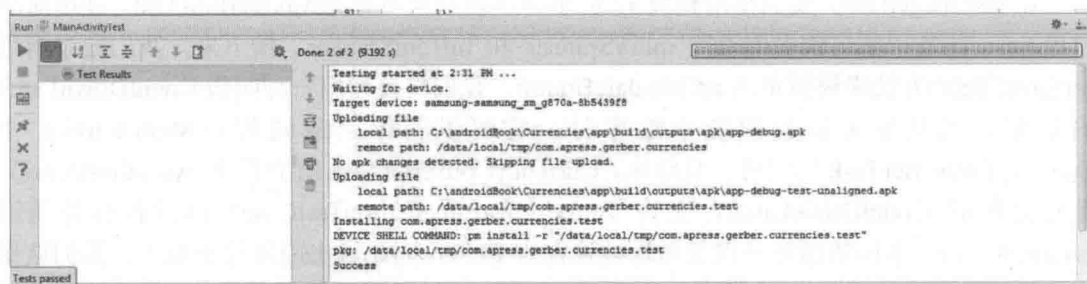 Run MainActivityTest
Done: 2 of 2 (9.192 s)
Test Results
Testing started at 2:31 PM ...
Waiting for device.
Target device: samsung-samsung_sm_g870a-8b5439f8
Uploading file
local path: C:\androidBook\Currencies\app\build\outputs\apk\app-debug.apk
remote path: /data/local/tmp/com.apress.gerber.currencies
No apk changes detected. Skipping file upload.
Uploading file
local path: C:\androidBook\Currencies\app\build\outputs\apk\app-debug-test-unaligned.apk
remote path: /data/local/tmp/com.apress.gerber.currencies.test
Installing com.apress.gerber.currencies.test
DEVICE SHELL COMMAND: pm install -r "/data/local/tmp/com.apress.gerber.currencies.test"
pkg: /data/local/tmp/com.apress.gerber.currencies.test
Success
Tests passed